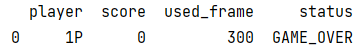 player score used_frame status
0 1P 0 300 GAME_OVER